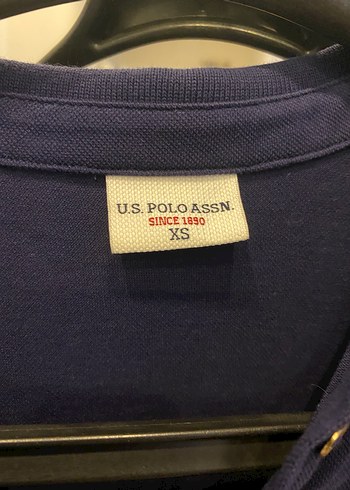 U.S. POLO ASSN.
SINCE 1890
XS